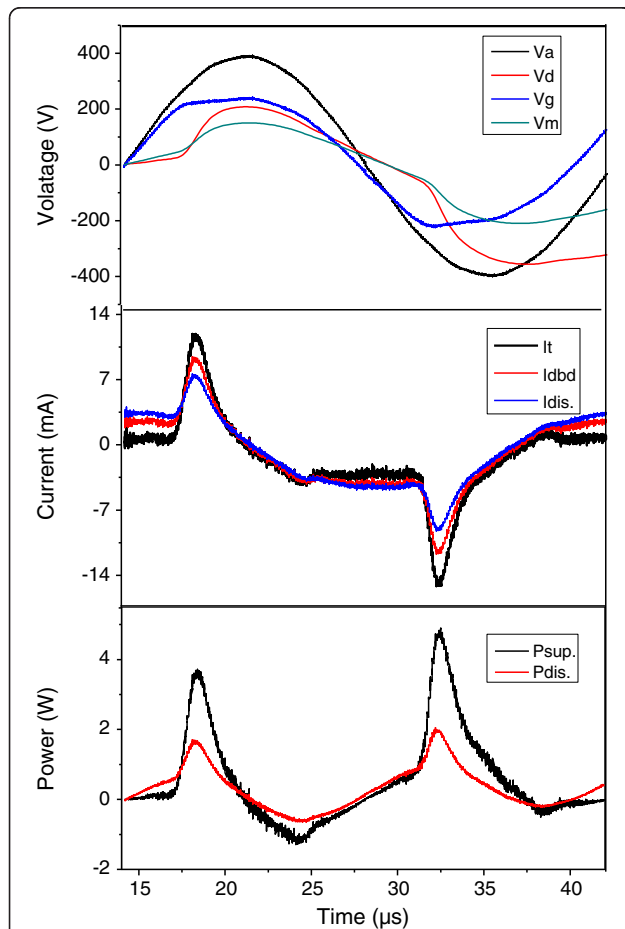 400
200
0
-200
-400
Volatage (V)
Va
Vd
Vg
Vm
14
7
0
-7
-14
Current (mA)
It
Idbd
Idis.
4
2
0
-2
Power (W)
Psup.
Pdis.
15 20 25 30 35 40
Time (μs)